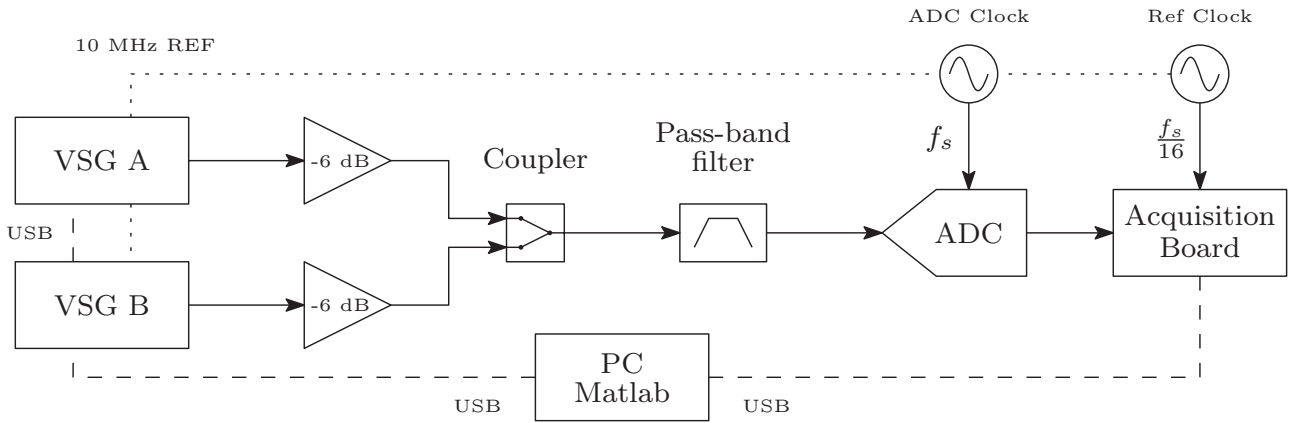 ADC Clock
Ref Clock
10 MHz REF
VSG A
-6 dB
Coupler
Pass-band
filter
f_s
f_s
16
USB
ADC
Acquisition
Board
VSG B
-6 dB
PC
Matlab
USB
USB